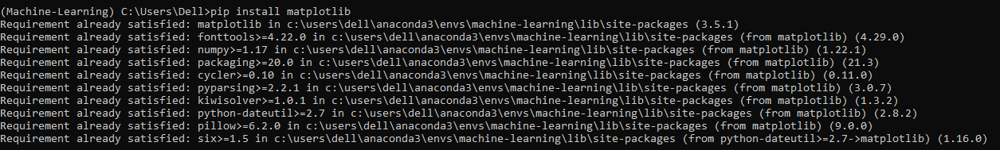 (Machine-Learning) C:\Users\Dell>pip install matplotlib
Requirement already satisfied: matplotlib in c:\users\dell\anaconda3\envs\machine-learning\lib\site-packages (3.5.1)
Requirement already satisfied: fonttools>=4.22.0 in c:\users\dell\anaconda3\envs\machine-learning\lib\site-packages (from matplotlib) (4.29.0)
Requirement already satisfied: numpy>=1.17 in c:\users\dell\anaconda3\envs\machine-learning\lib\site-packages (from matplotlib) (1.22.1)
Requirement already satisfied: packaging>=20.0 in c:\users\dell\anaconda3\envs\machine-learning\lib\site-packages (from matplotlib) (21.3)
Requirement already satisfied: cycler>=0.10 in c:\users\dell\anaconda3\envs\machine-learning\lib\site-packages (from matplotlib) (0.11.0)
Requirement already satisfied: pyparsing>=2.2.1 in c:\users\dell\anaconda3\envs\machine-learning\lib\site-packages (from matplotlib) (3.0.7)
Requirement already satisfied: kiwisolver>=1.0.1 in c:\users\dell\anaconda3\envs\machine-learning\lib\site-packages (from matplotlib) (1.3.2)
Requirement already satisfied: python-dateutil>=2.7 in c:\users\dell\anaconda3\envs\machine-learning\lib\site-packages (from matplotlib) (2.8.2)
Requirement already satisfied: pillow>=6.2.0 in c:\users\dell\anaconda3\envs\machine-learning\lib\site-packages (from matplotlib) (9.0.0)
Requirement already satisfied: six>=1.5 in c:\users\dell\anaconda3\envs\machine-learning\lib\site-packages (from python-dateutil>=2.7->matplotlib) (1.16.0)